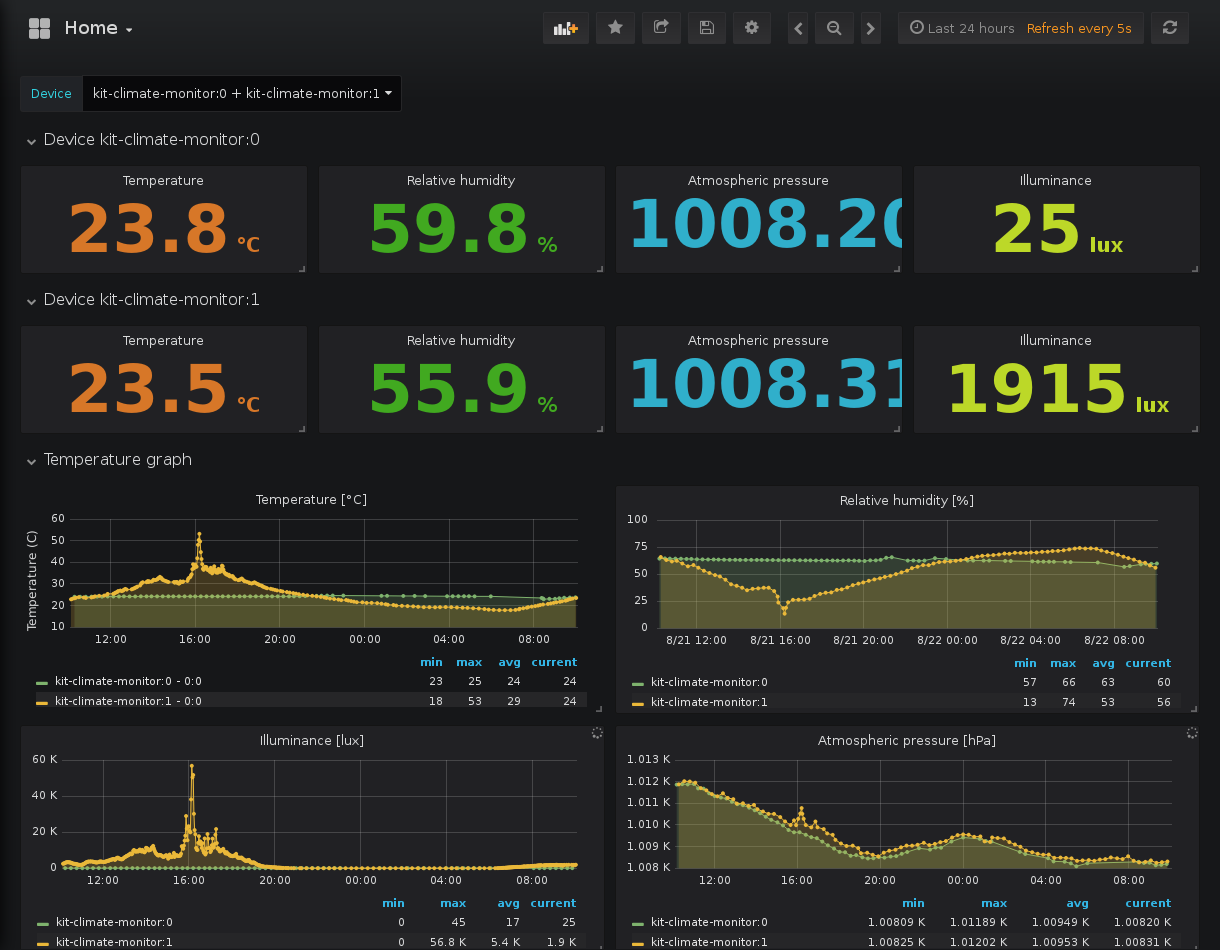 Home
Last 24 hours Refresh every 5s
Device kit-climate-monitor:0 + kit-climate-monitor:1
Device kit-climate-monitor:0
Temperature Relative humidity Atmospheric pressure Illuminance
23.8 °C 59.8 % 1008.20 25 lux
Device kit-climate-monitor:1
Temperature Relative humidity Atmospheric pressure Illuminance
23.5 °C 55.9 % 1008.31 1915 lux
Temperature graph
Temperature [°C]
Temperature (C)
60
50
40
30
20
10
12:00 16:00 20:00 00:00 04:00 08:00
min max avg current
kit-climate-monitor:0 - 0:0 23 25 24 24
kit-climate-monitor:1 - 0:0 18 53 29 24
Relative humidity [%]
100
75
50
25
0
8/21 12:00 8/21 16:00 8/21 20:00 8/22 00:00 8/22 04:00 8/22 08:00
min max avg current
kit-climate-monitor:0 57 66 63 60
kit-climate-monitor:1 13 74 53 56
Illuminance [lux]
60 K
40 K
20 K
0
12:00 16:00 20:00 00:00 04:00 08:00
min max avg current
kit-climate-monitor:0 0 45 17 25
kit-climate-monitor:1 0 56.8 K 5.4 K 1.9 K
Atmospheric pressure [hPa]
1.013 K
1.012 K
1.011 K
1.010 K
1.009 K
1.008 K
12:00 16:00 20:00 00:00 04:00 08:00
min max avg current
kit-climate-monitor:0 1.00809 K 1.01189 K 1.00949 K 1.00820 K
kit-climate-monitor:1 1.00825 K 1.01202 K 1.00953 K 1.00831 K